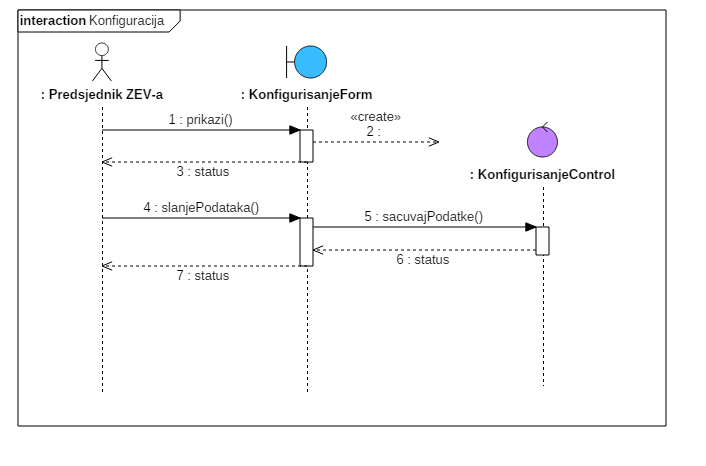 interaction Konfiguracija
: Predsjednik ZEV-a
: KonfigurisanjeForm
1 : prikazi()
«create»
2 :
3 : status
: KonfigurisanjeControl
4 : slanjePodataka()
5 : sacuvajPodatke()
6 : status
7 : status